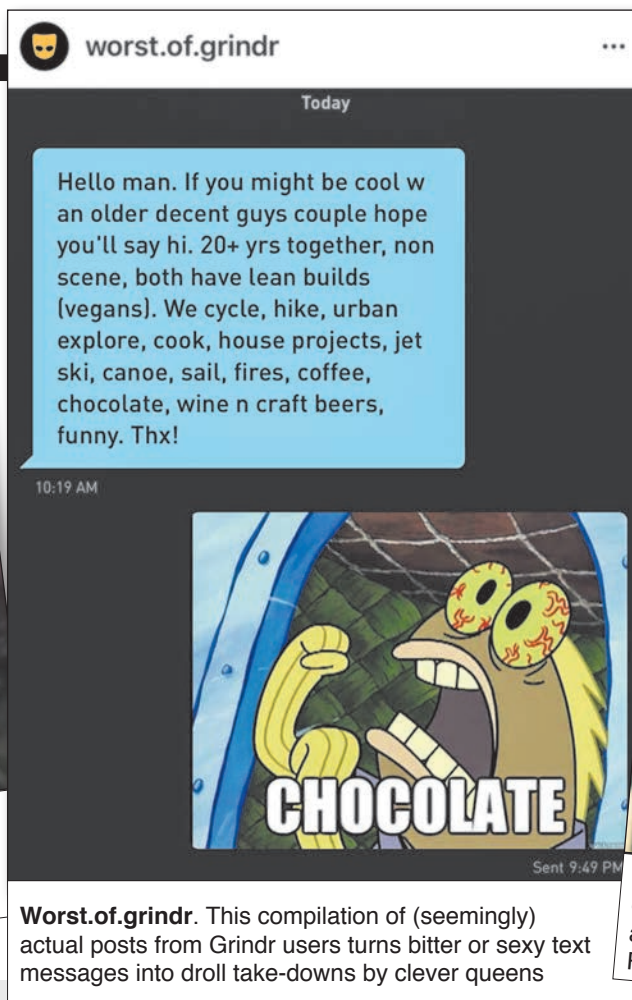 worst.of.grindr
Today
Hello man. If you might be cool w
an older decent guys couple hope
you'll say hi. 20+ yrs together, non
scene, both have lean builds
(vegans). We cycle, hike, urban
explore, cook, house projects, jet
ski, canoe, sail, fires, coffee,
chocolate, wine n craft beers,
funny. Thx!
10:19 AM
CHOCOLATE
Sent 9:49 PM
Worst.of.grindr. This compilation of (seemingly)
actual posts from Grindr users turns bitter or sexy text
messages into droll take-downs by clever queens